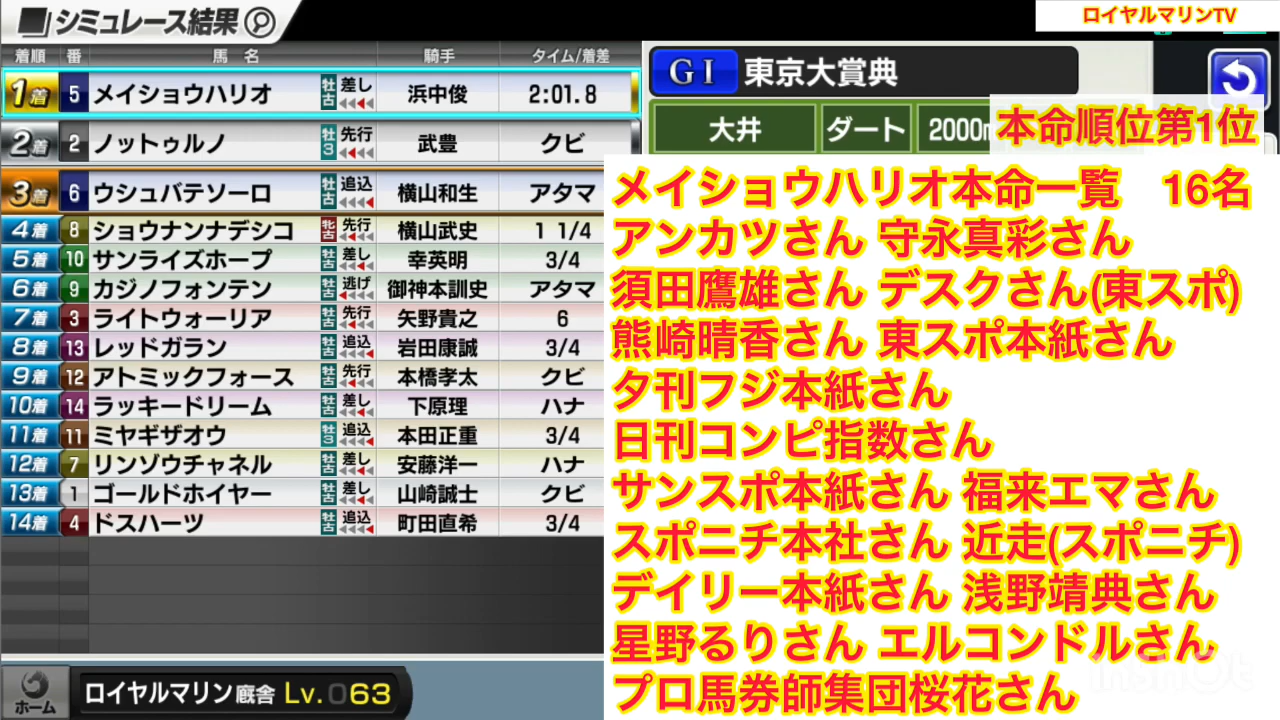 シミュレース結果
ロイヤルマリンTV
着順 番 馬名 騎手 タイム/着差
1着 5 メイショウハリオ 牡古 差し 浜中俊 2:01.8
2着 2 ノットゥルノ 牡3 先行 武豊 クビ
3着 6 ウシュバテソーロ 牡古 追込 横山和生 アタマ
4着 8 ショウナンナデシコ 牝古 先行 横山武史 1 1/4
5着 10 サンライズホープ 牡古 差し 幸英明 3/4
6着 9 カジノフォンテン 牡古 逃げ 御神本訓史 アタマ
7着 3 ライトウォーリア 牡古 先行 矢野貴之 6
8着 13 レッドガラン 牡古 追込 岩田康誠 3/4
9着 12 アトミックフォース 牡古 先行 本橋孝太 クビ
10着 14 ラッキードリーム 牡古 差し 下原理 ハナ
11着 11 ミヤギザオウ 牡3 追込 本田正重 3/4
12着 7 リンゾウチャネル 牡古 差し 安藤洋一 ハナ
13着 1 ゴールドホイヤー 牡古 差し 山崎誠士 クビ
14着 4 ドスハーツ 牡古 追込 町田直希 3/4
GI 東京大賞典
大井 ダート 2000m
本命順位第1位
メイショウハリオ本命一覧 16名
アンカツさん 守永真彩さん
須田鷹雄さん デスクさん(東スポ)
熊崎晴香さん 東スポ本紙さん
夕刊フジ本紙さん
日刊コンピ指数さん
サンスポ本紙さん 福来エマさん
スポニチ本社さん 近走(スポニチ)
デイリー本紙さん 浅野靖典さん
星野るりさん エルコンドルさん
プロ馬券師集団桜花さん
ホーム
ロイヤルマリン厩舎 Lv.063